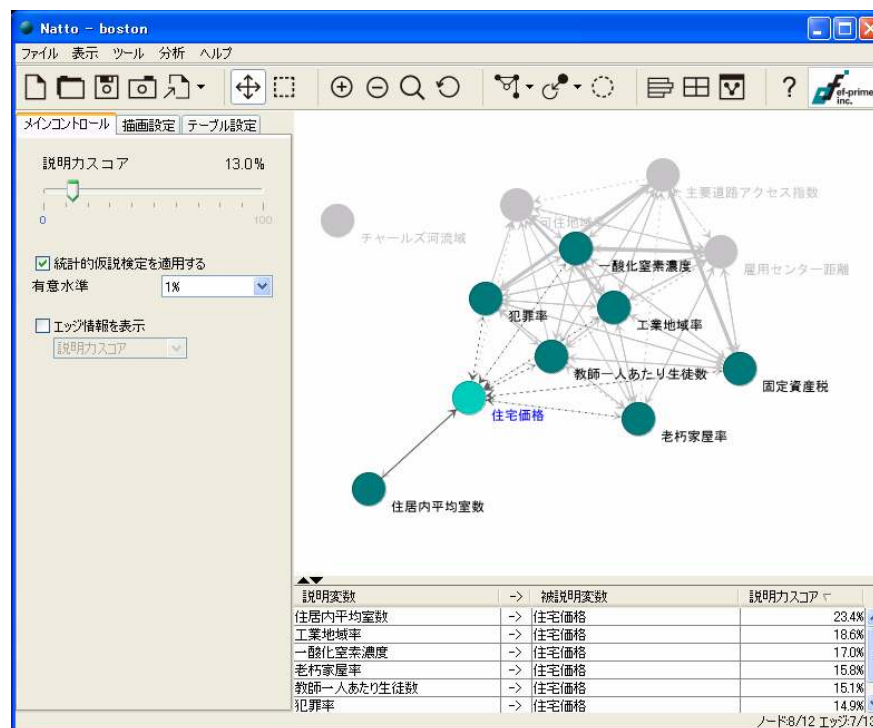 Natto - boston
ファイル 表示 ツール 分析 ヘルプ
ef-prime inc.
メインコントロール 描画設定 テーブル設定
説明力スコア 13.0%
0 100
統計的仮説検定を適用する
有意水準 1%
エッジ情報を表示
説明力スコア
主要道路アクセス指数
可住地域
チャールズ河流域
一酸化窒素濃度
雇用センター距離
犯罪率
工業地域率
教師一人あたり生徒数
固定資産税
住宅価格
老朽家屋率
住居内平均室数
説明変数 -> 被説明変数 説明力スコア
住居内平均室数 -> 住宅価格 23.4%
工業地域率 -> 住宅価格 18.6%
一酸化窒素濃度 -> 住宅価格 17.0%
老朽家屋率 -> 住宅価格 15.8%
教師一人あたり生徒数 -> 住宅価格 15.1%
犯罪率 -> 住宅価格 14.9%
ノード:8/12 エッジ:7/13